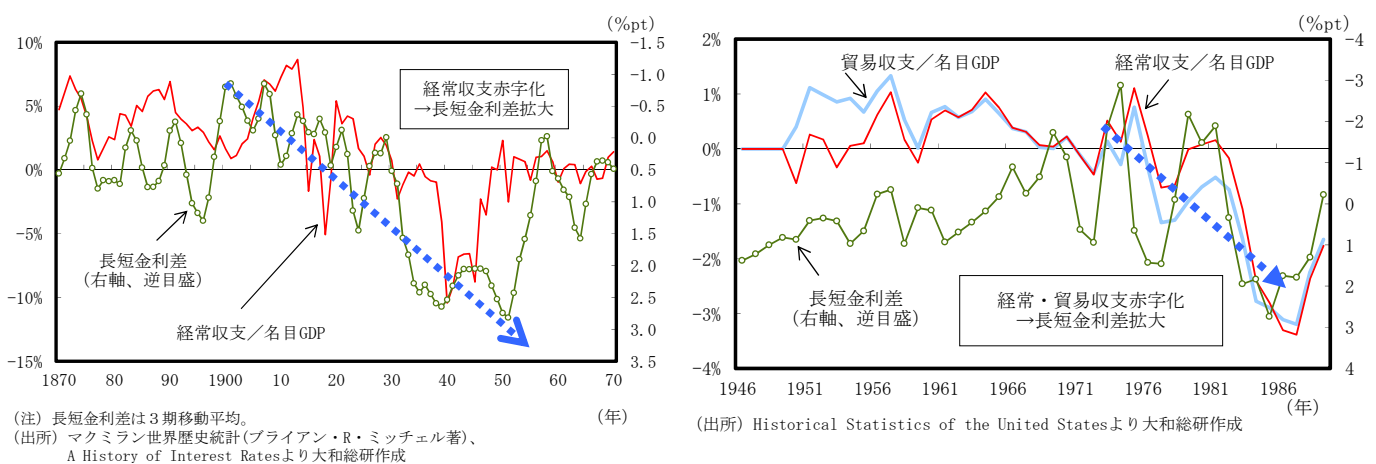 (%pt)
10%
5%
0%
-5%
-10%
-15%
-1.5
-1.0
-0.5
0.0
0.5
1.0
1.5
2.0
2.5
3.0
3.5
経常収支赤字化
→長短金利差拡大
長短金利差
(右軸、逆目盛)
経常収支／名目GDP
1870 80 90 1900 10 20 30 40 50 60 70
(年)
(注) 長短金利差は３期移動平均。
(出所) マクミラン世界歴史統計(ブライアン・R・ミッチェル著)、
A History of Interest Ratesより大和総研作成
(%pt)
2%
1%
0%
-1%
-2%
-3%
-4%
-4
-3
-2
-1
0
1
2
3
4
貿易収支／名目GDP
経常収支／名目GDP
長短金利差
(右軸、逆目盛)
経常・貿易収支赤字化
→長短金利差拡大
1946 1951 1956 1961 1966 1971 1976 1981 1986
(年)
(出所) Historical Statistics of the United Statesより大和総研作成